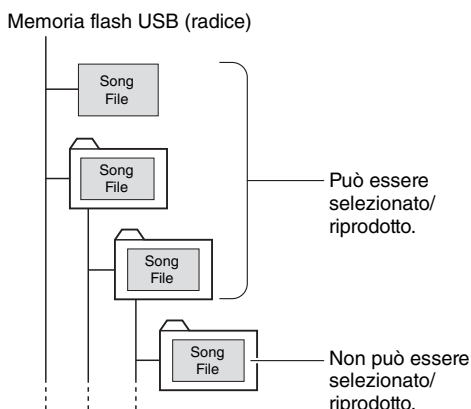 Memoria flash USB (radice)
Song
File
Song
File
Song
File
Song
File
Può essere
selezionato/
riprodotto.
Non può essere
selezionato/
riprodotto.